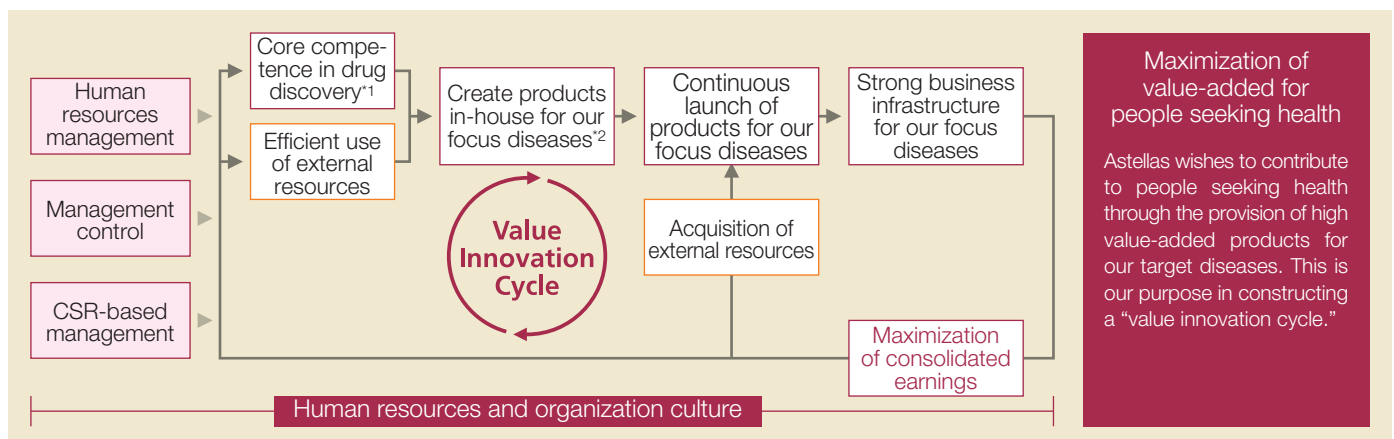 Human
resources
management
Management
control
CSR-based
management
Core compe-
tence in drug
discovery*1
Efficient use
of external
resources
Create products
in-house for our
focus diseases*2
Continuous
launch of
products for our
focus diseases
Strong business
infrastructure
for our focus
diseases
Value
Innovation
Cycle
Acquisition of
external resources
Maximization
of consolidated
earnings
Human resources and organization culture
Maximization of
value-added for
people seeking health
Astellas wishes to contribute
to people seeking health
through the provision of high
value-added products for
our target diseases. This is
our purpose in constructing
a “value innovation cycle.”